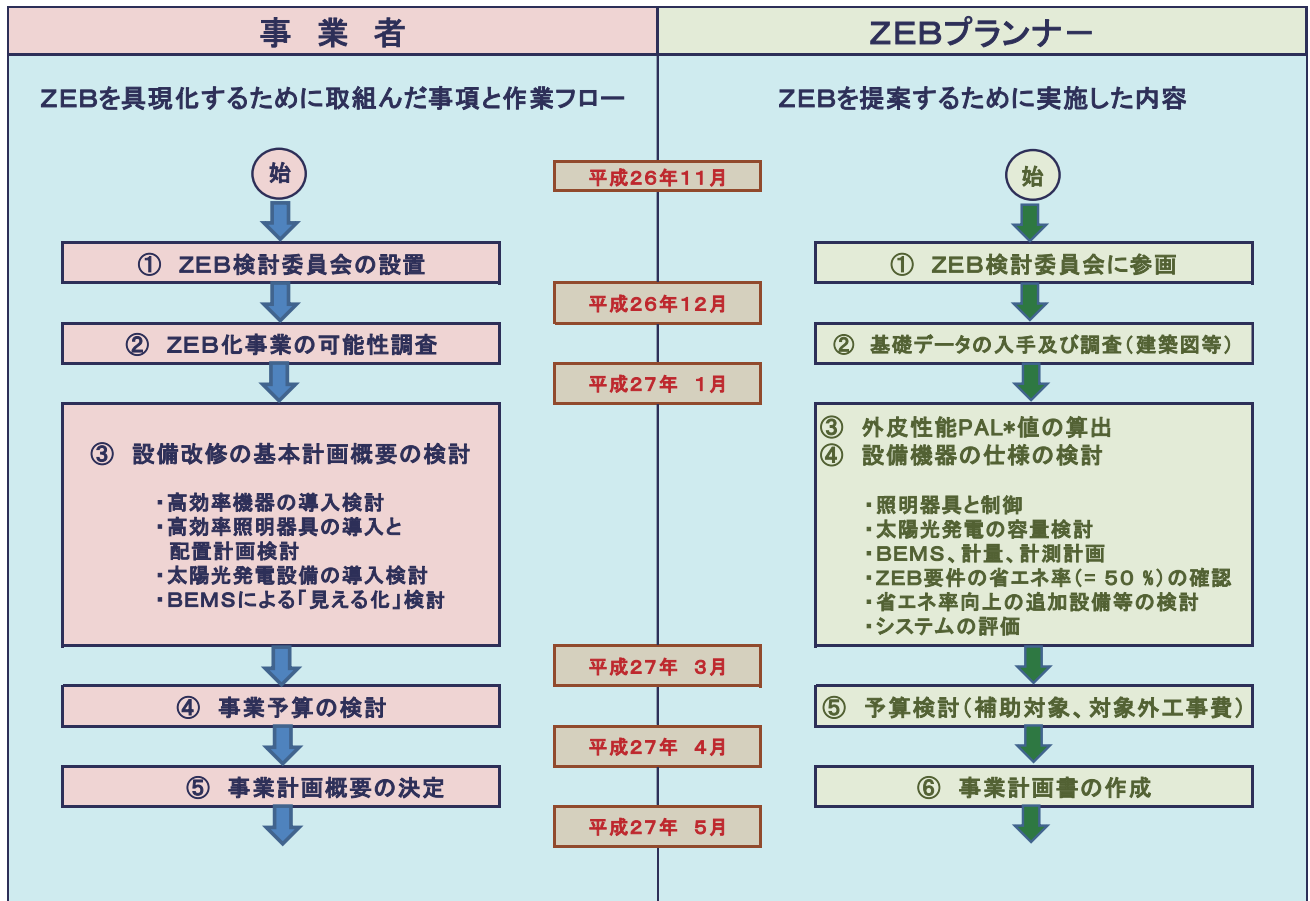 事 業 者
ZEBプランナー
ZEBを具現化するために取組んだ事項と作業フロー
ZEBを提案するために実施した内容
始
平成26年11月
始
① ZEB検討委員会の設置
① ZEB検討委員会に参画
平成26年12月
② ZEB化事業の可能性調査
② 基礎データの入手及び調査(建築図等)
平成27年 1月
③ 設備改修の基本計画概要の検討
・高効率機器の導入検討
・高効率照明器具の導入と
配置計画検討
・太陽光発電設備の導入検討
・BEMSによる「見える化」検討
③ 外皮性能PAL*値の算出
④ 設備機器の仕様の検討
・照明器具と制御
・太陽光発電の容量検討
・BEMS、計量、計測計画
・ZEB要件の省エネ率(= 50 %)の確認
・省エネ率向上の追加設備等の検討
・システムの評価
平成27年 3月
④ 事業予算の検討
⑤ 予算検討(補助対象、対象外工事費)
平成27年 4月
⑤ 事業計画概要の決定
⑥ 事業計画書の作成
平成27年 5月